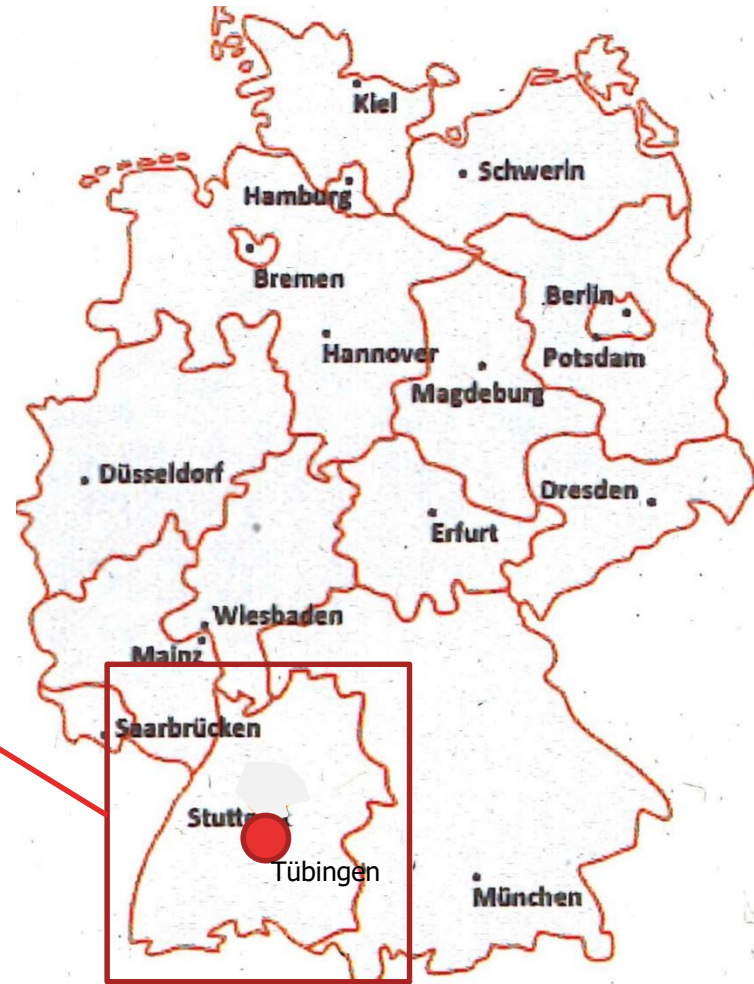 Kiel
Schwerin
Hamburg
Bremen
Berlin
Hannover
Potsdam
Magdeburg
Düsseldorf
Dresden
Erfurt
Wiesbaden
Mainz
Saarbrücken
Tübingen
München